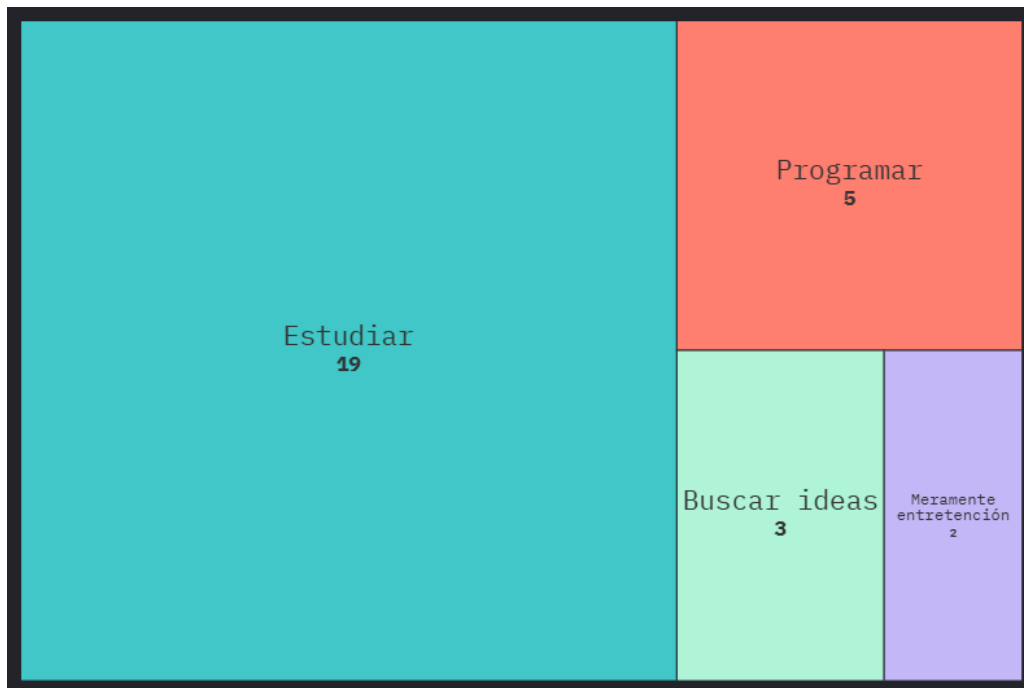 Estudiar
19
Programar
5
Buscar ideas
3
Meramente
entretención
2